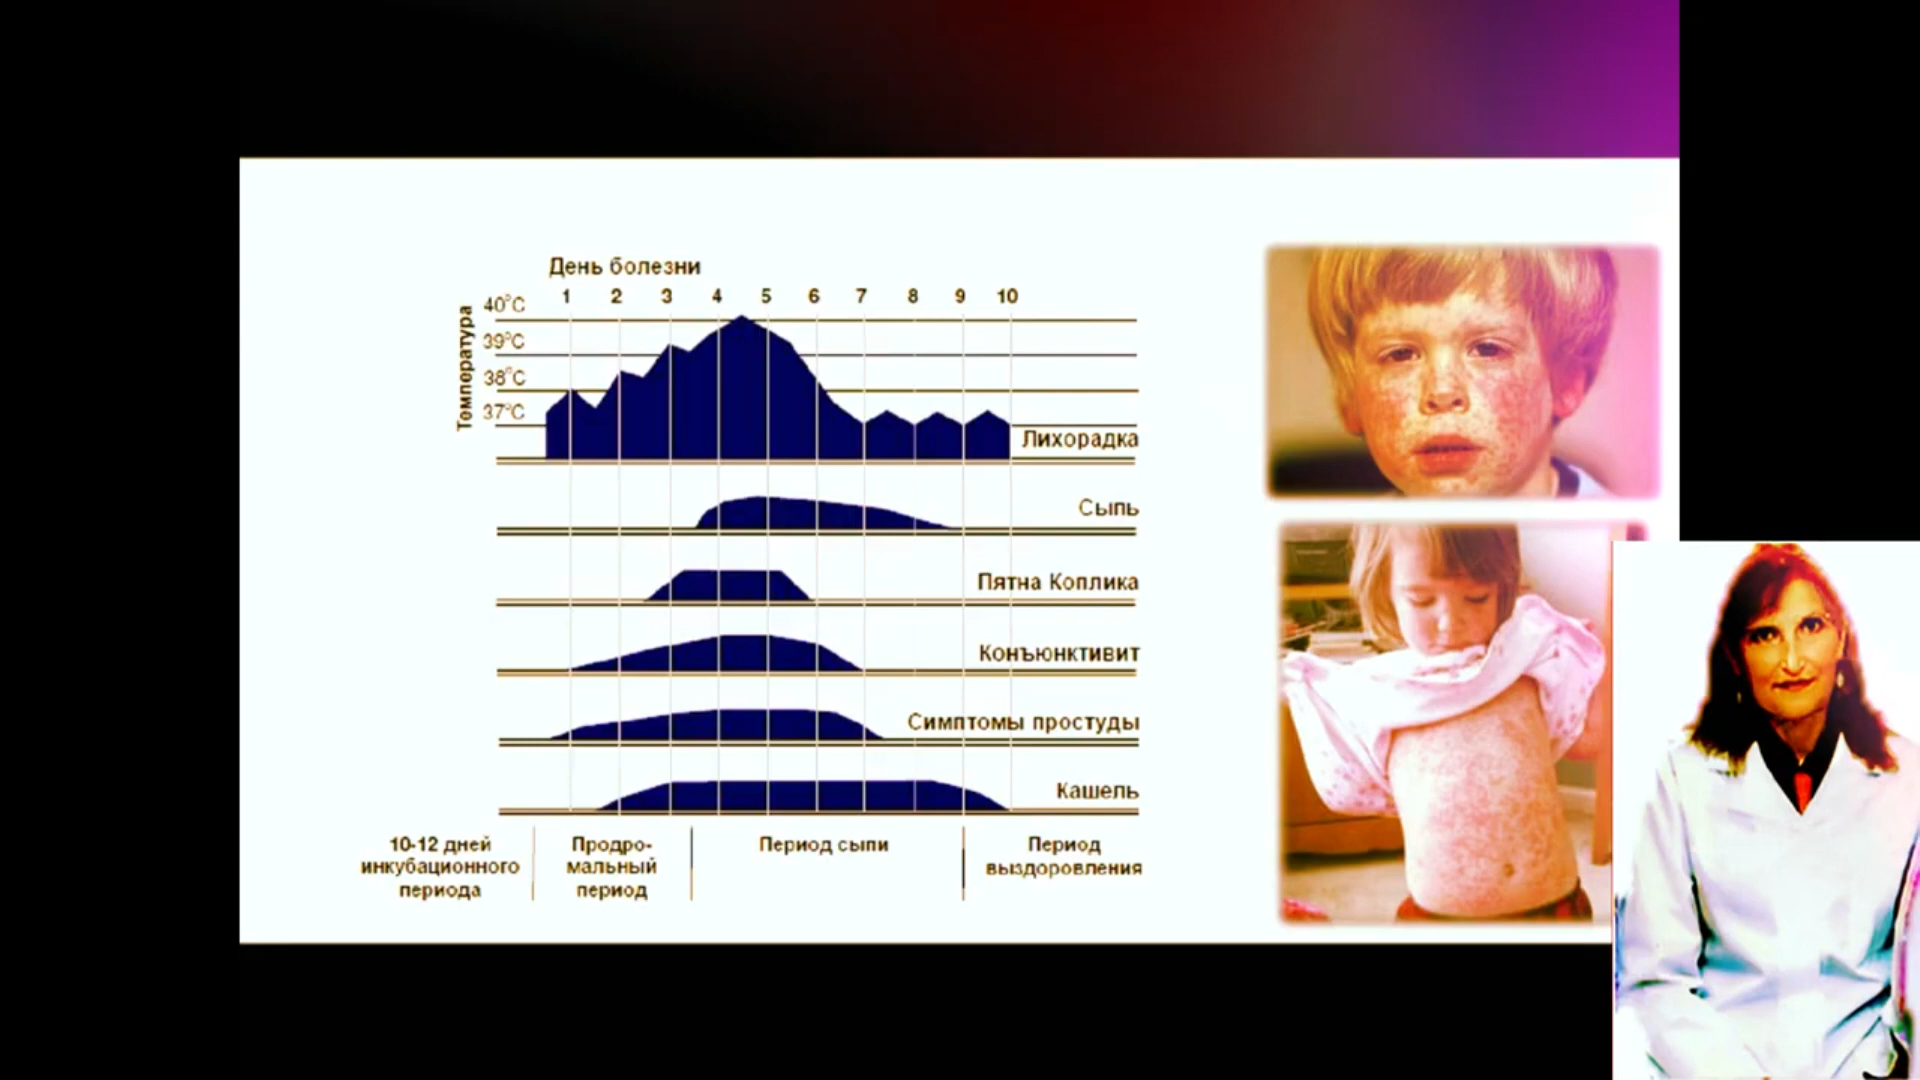 День болезни
1 2 3 4 5 6 7 8 9 10
Температура
40°C
39°C
38°C
37°C
Лихорадка
Сыпь
Пятна Коплика
Конъюнктивит
Симптомы простуды
Кашель
10-12 дней
инкубационного
периода
Продро-
мальный
период
Период сыпи
Период
выздоровления